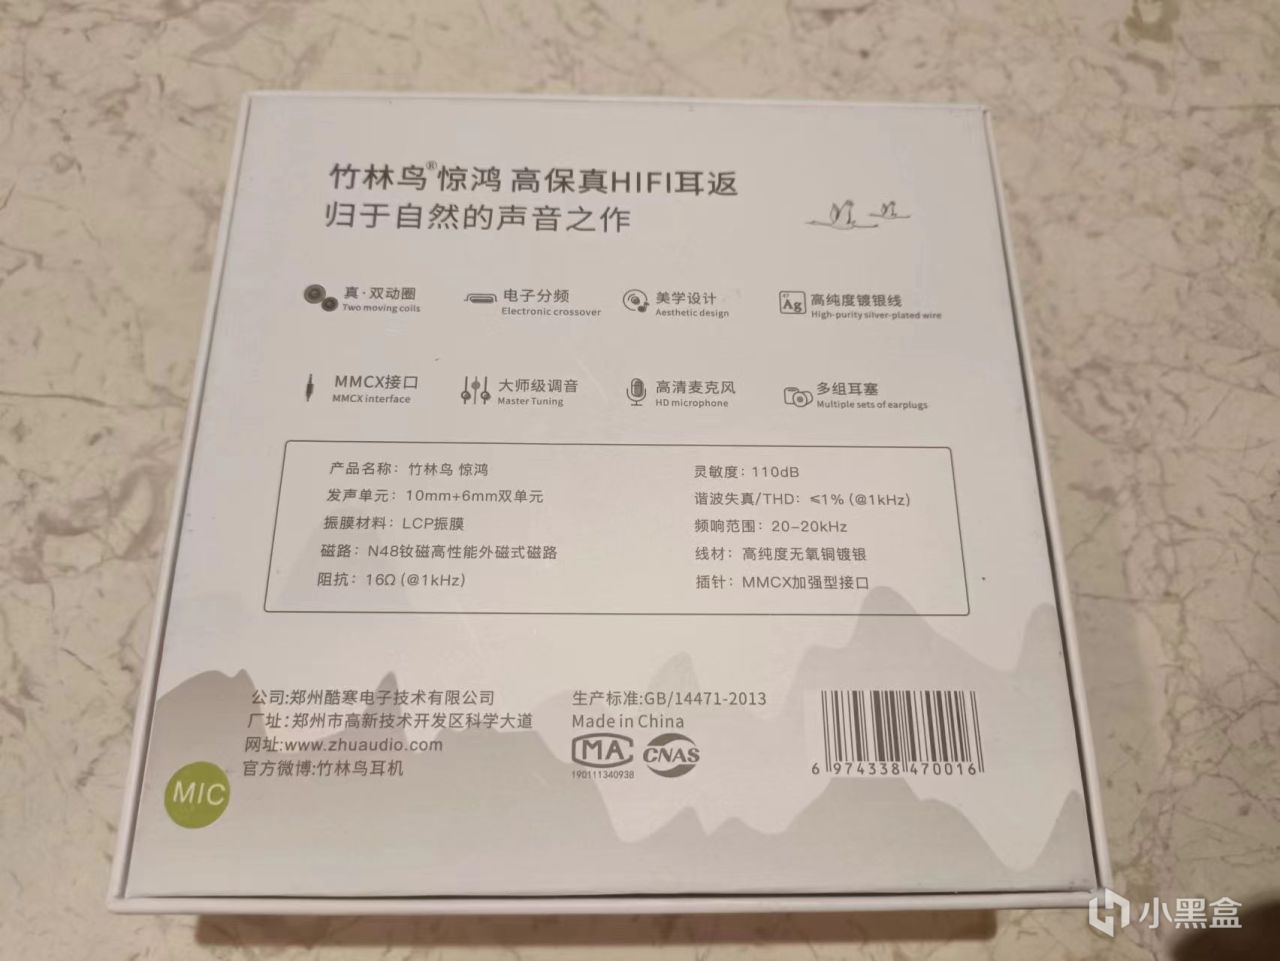 竹林鸟®惊鸿 高保真HIFI耳返
归于自然的声音之作
真·双动圈
Two moving coils
电子分频
Electronic crossover
美学设计
Aesthetic design
47
Ag
高纯度镀银线
High-purity silver-plated wire
MMCX接口
MMCX interface
大师级调音
Master Tuning
高清麦克风
HD microphone
多组耳塞
Multiple sets of earplugs
产品名称：竹林鸟 惊鸿
发声单元：10mm+6mm双单元
振膜材料：LCP振膜
磁路：N48钕磁高性能外磁式磁路
阻抗：16Ω (@1kHz)
灵敏度：110dB
谐波失真/THD：≤1% (@1kHz)
频响范围：20-20kHz
线材：高纯度无氧铜镀银
插针：MMCX加强型接口
公司:郑州酷寒电子技术有限公司
厂址：郑州市高新技术开发区科学大道
网址:www.zhuaudio.com
官方微博:竹林鸟耳机
生产标准:GB/14471-2013
Made in China
MA
190111340938
CNAS
6 974338 470016
MIC
小黑盒